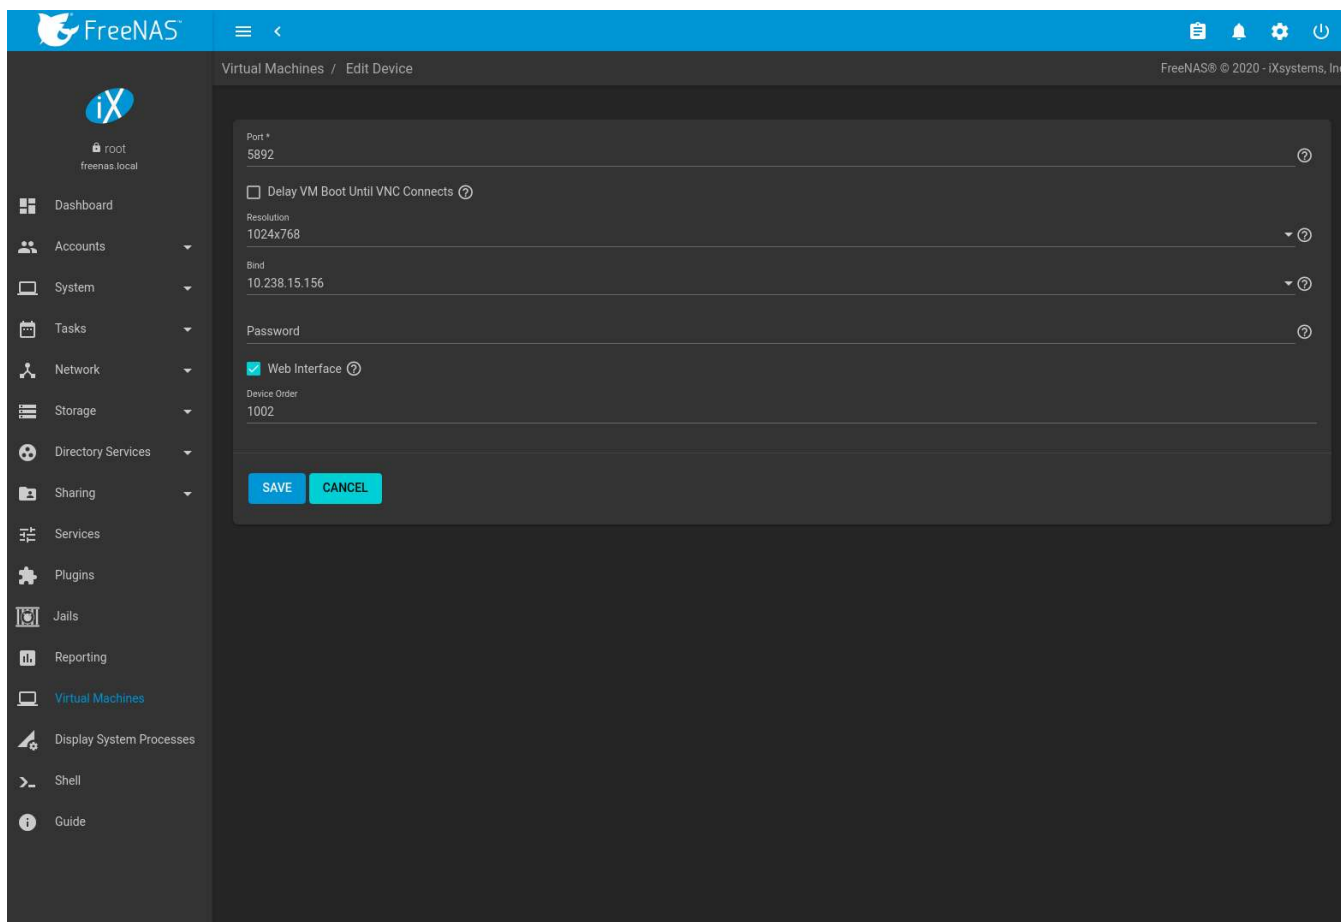 FreeNAS™
Virtual Machines / Edit Device
FreeNAS® © 2020 - iXsystems, Inc
iX
root
freenas.local
Dashboard
Accounts
System
Tasks
Network
Storage
Directory Services
Sharing
Services
Plugins
Jails
Reporting
Virtual Machines
Display System Processes
Shell
Guide
Port *
5892
Delay VM Boot Until VNC Connects
Resolution
1024x768
Bind
10.238.15.156
Password
Web Interface
Device Order
1002
SAVE CANCEL